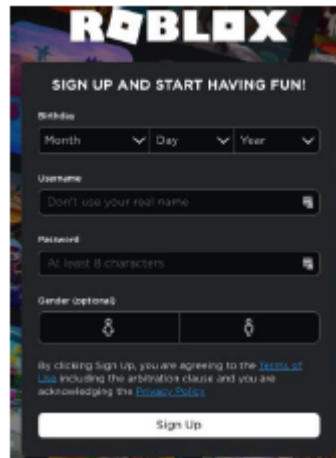 ROBLOX
SIGN UP AND START HAVING FUN!
Birthday
Month Day Year
Username
Don't use your real name
Password
At least 8 characters
Gender (optional)
By clicking Sign Up, you are agreeing to the Terms of
Use including the arbitration clause and you are
acknowledging the Privacy Policy
Sign Up